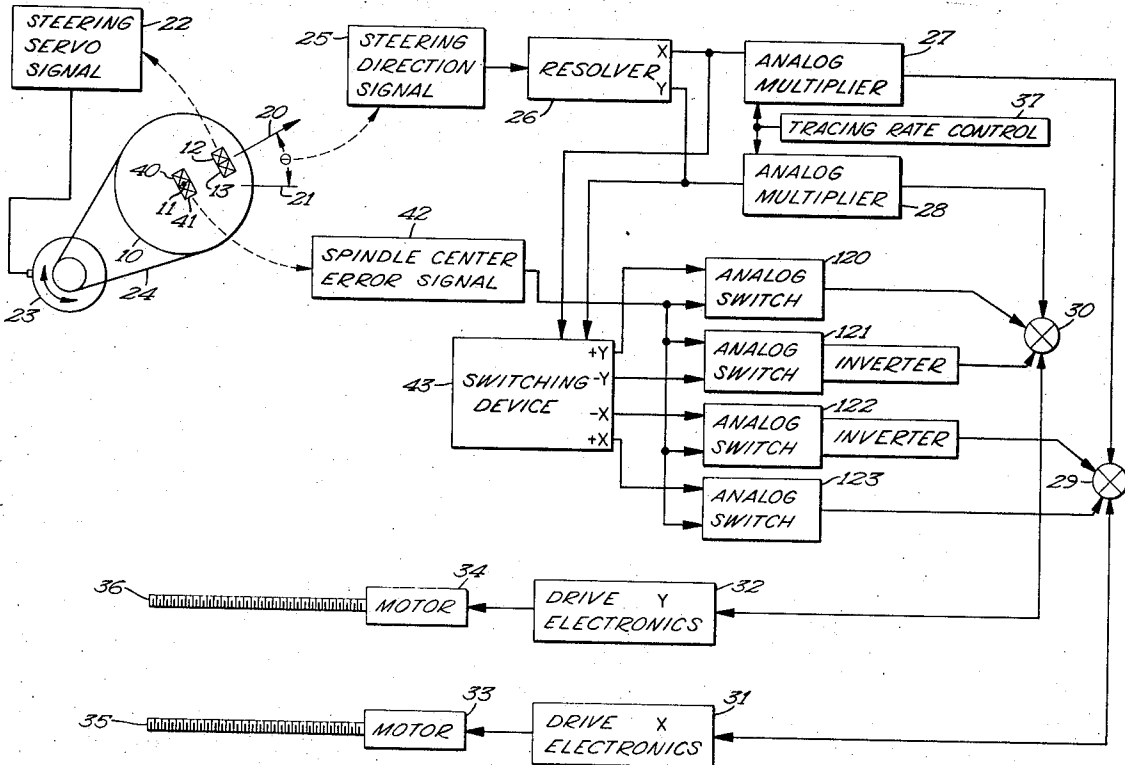 STEERING
SERVO
SIGNAL
22
25
STEERING
DIRECTION
SIGNAL
RESOLVER
X
Y
26
ANALOG
MULTIPLIER
27
37
TRACING RATE CONTROL
ANALOG
MULTIPLIER
28
20
12
13
θ
21
40
11
41
10
23
24
42
SPINDLE CENTER
ERROR SIGNAL
ANALOG
SWITCH
120
30
43
SWITCHING
DEVICE
+Y
-Y
-X
+X
ANALOG
SWITCH
121
INVERTER
ANALOG
SWITCH
122
INVERTER
ANALOG
SWITCH
123
29
36
34
MOTOR
32
DRIVE Y
ELECTRONICS
35
33
MOTOR
31
DRIVE X
ELECTRONICS